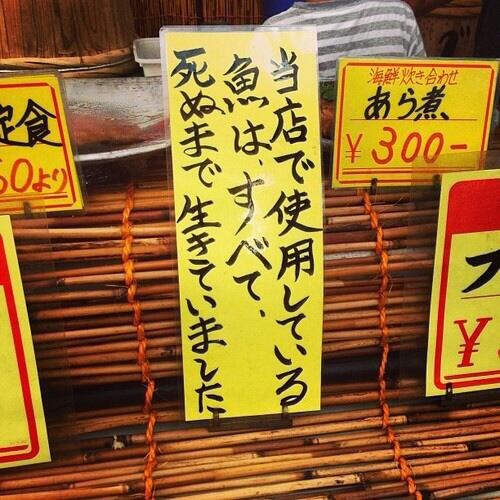 当店で使用している
魚は、すべて、
死ぬまで生きていました
海鮮炊き合わせ
あら煮
¥300-
定食
50より
フ
¥